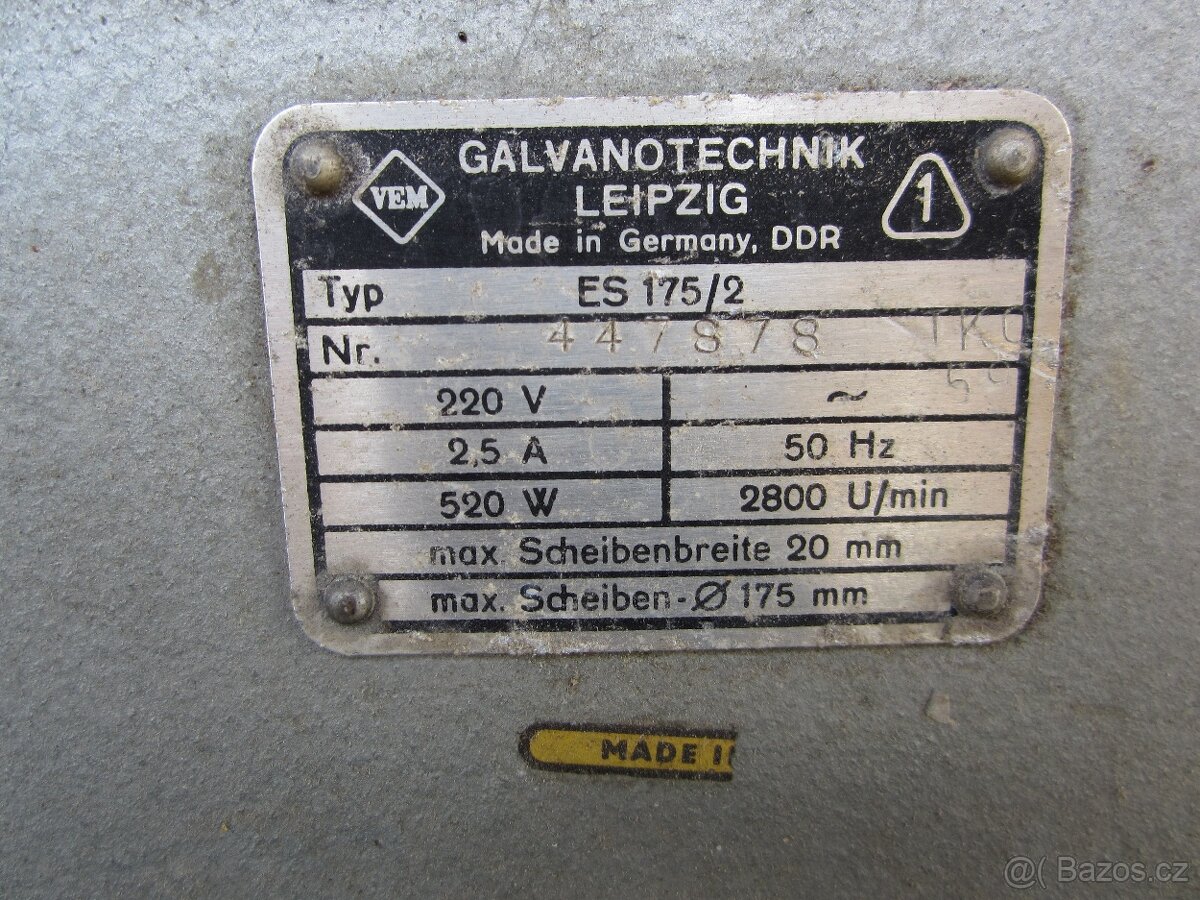 VEM
GALVANOTECHNIK
LEIPZIG
Made in Germany, DDR
1
Typ ES 175/2
Nr. 447878
220 V ~
2,5 A 50 Hz
520 W 2800 U/min
max. Scheibenbreite 20 mm
max. Scheiben-Ø 175 mm
MADE I
@ Bazos.cz